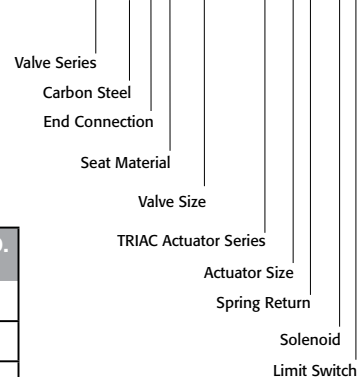 Valve Series
Carbon Steel
End Connection
Seat Material
Valve Size
TRIAC Actuator Series
Actuator Size
Spring Return
Solenoid
Limit Switch